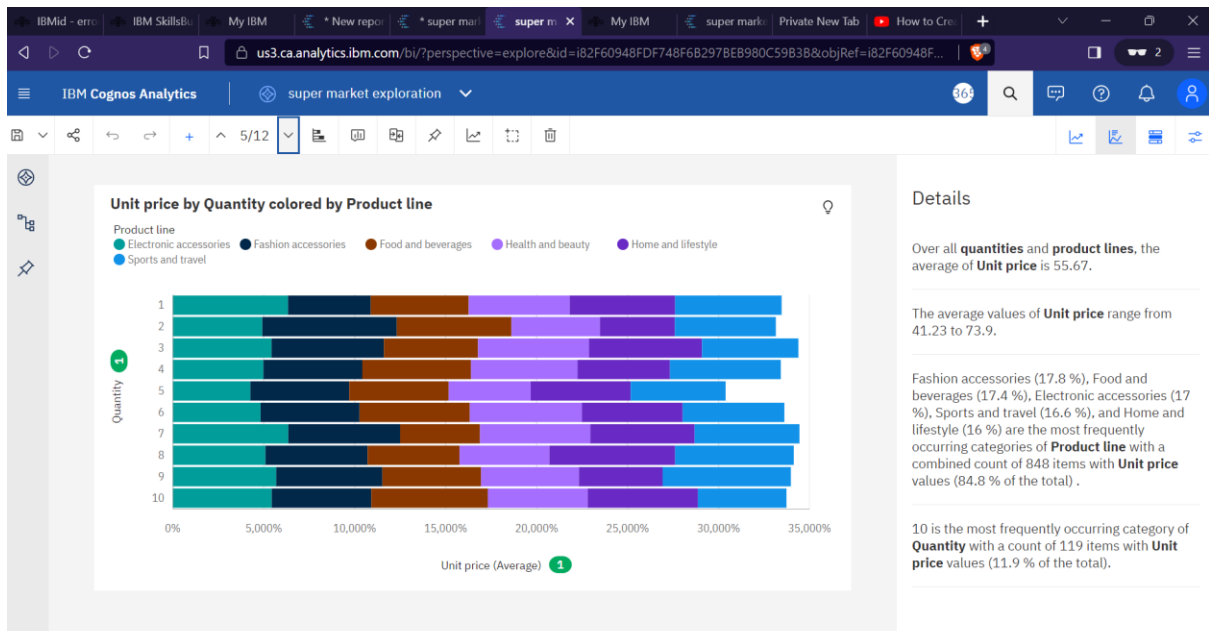 IBMid - erro
IBM SkillsBu
My IBM
* New repor
* super marl
super m
My IBM
super marke
Private New Tab
How to Crea
us3.ca.analytics.ibm.com/bi/?perspective=explore&id=i82F60948FDF748F6B297BEB980C59B3B&objRef=i82F60948F...
4
2
IBM Cognos Analytics
super market exploration
365
5/12
Unit price by Quantity colored by Product line
Product line
Electronic accessories Fashion accessories Food and beverages Health and beauty Home and lifestyle
Sports and travel
1
2
3
4
5
6
7
8
9
10
Quantity 1
0% 5,000% 10,000% 15,000% 20,000% 25,000% 30,000% 35,000%
Unit price (Average) 1
Details
Over all quantities and product lines, the
average of Unit price is 55.67.
The average values of Unit price range from
41.23 to 73.9.
Fashion accessories (17.8 %), Food and
beverages (17.4 %), Electronic accessories (17
%), Sports and travel (16.6 %), and Home and
lifestyle (16 %) are the most frequently
occurring categories of Product line with a
combined count of 848 items with Unit price
values (84.8 % of the total) .
10 is the most frequently occurring category of
Quantity with a count of 119 items with Unit
price values (11.9 % of the total).